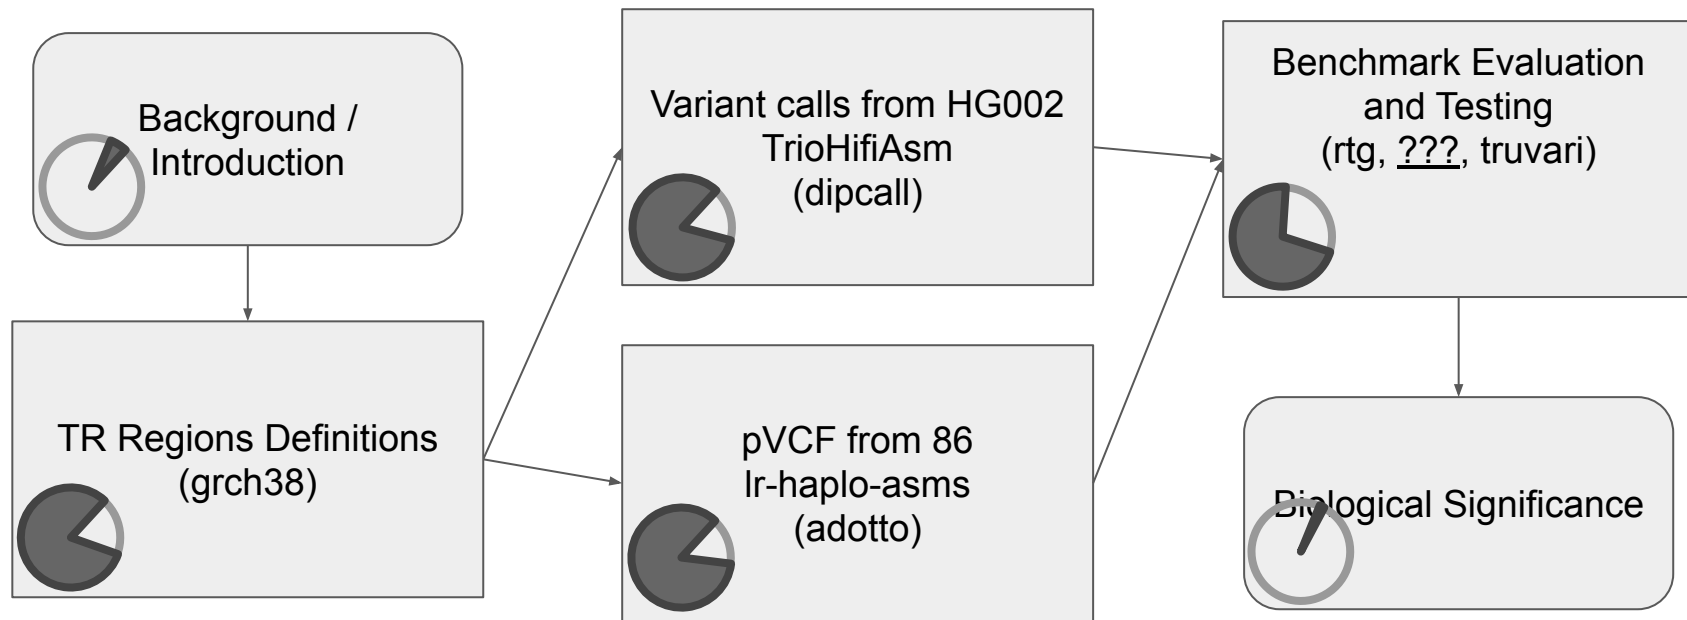 Background /
Introduction
TR Regions Definitions
(grch38)
Variant calls from HG002
TrioHifiAsm
(dipcall)
pVCF from 86
lr-haplo-asms
(adotto)
Benchmark Evaluation
and Testing
(rtg, ???, truvari)
Biological Significance